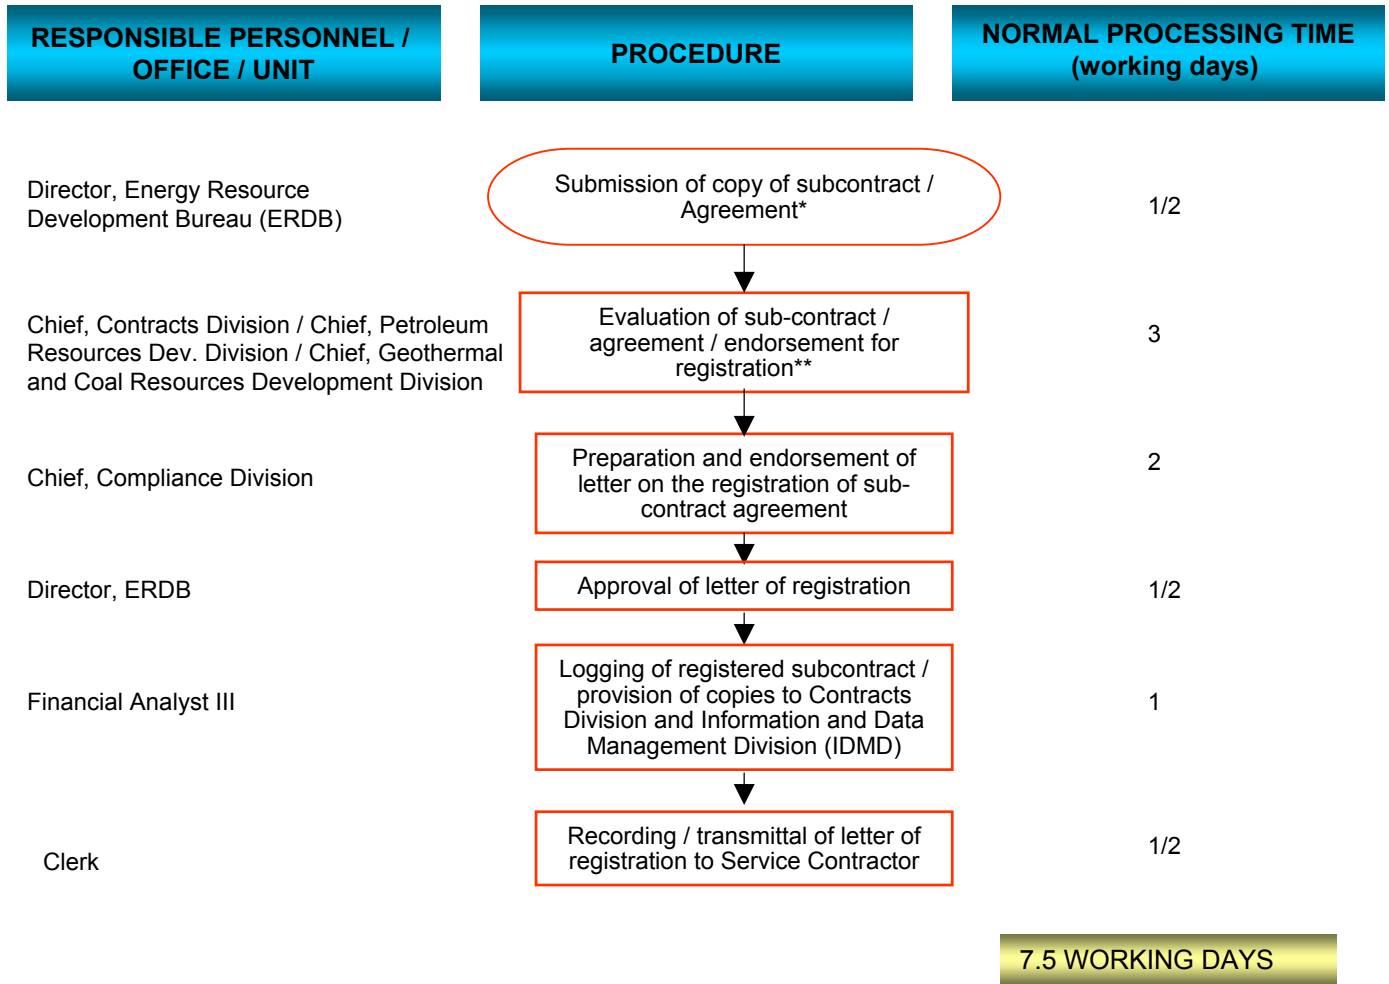 RESPONSIBLE PERSONNEL /
OFFICE / UNIT
PROCEDURE
NORMAL PROCESSING TIME
(working days)
Director, Energy Resource
Development Bureau (ERDB)
Submission of copy of subcontract /
Agreement*
1/2
Chief, Contracts Division / Chief, Petroleum
Resources Dev. Division / Chief, Geothermal
and Coal Resources Development Division
Evaluation of sub-contract /
agreement / endorsement for
registration**
3
Chief, Compliance Division
Preparation and endorsement of
letter on the registration of sub-
contract agreement
2
Director, ERDB
Approval of letter of registration
1/2
Financial Analyst III
Logging of registered subcontract /
provision of copies to Contracts
Division and Information and Data
Management Division (IDMD)
1
Clerk
Recording / transmittal of letter of
registration to Service Contractor
1/2
7.5 WORKING DAYS